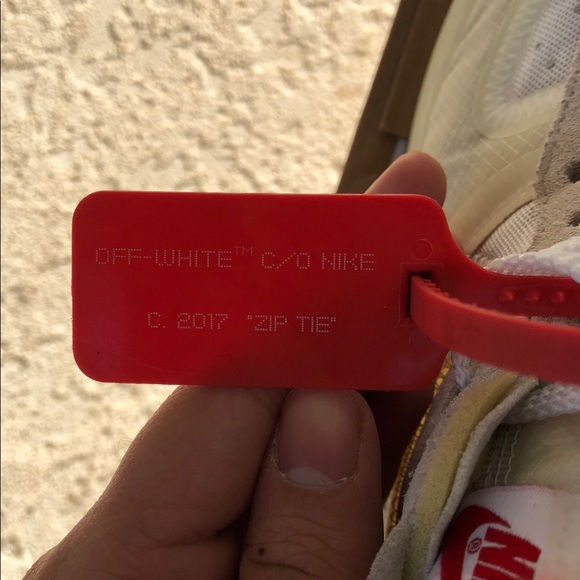 OFF-WHITE™ C/O NIKE
C. 2017 "ZIP TIE"